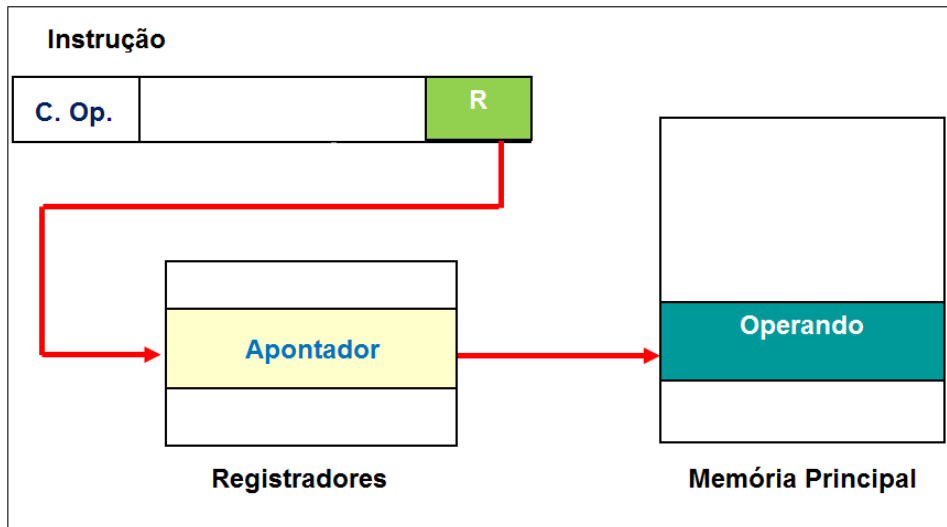 Instrução
C. Op.
R
Operando
Apontador
Registradores
Memória Principal